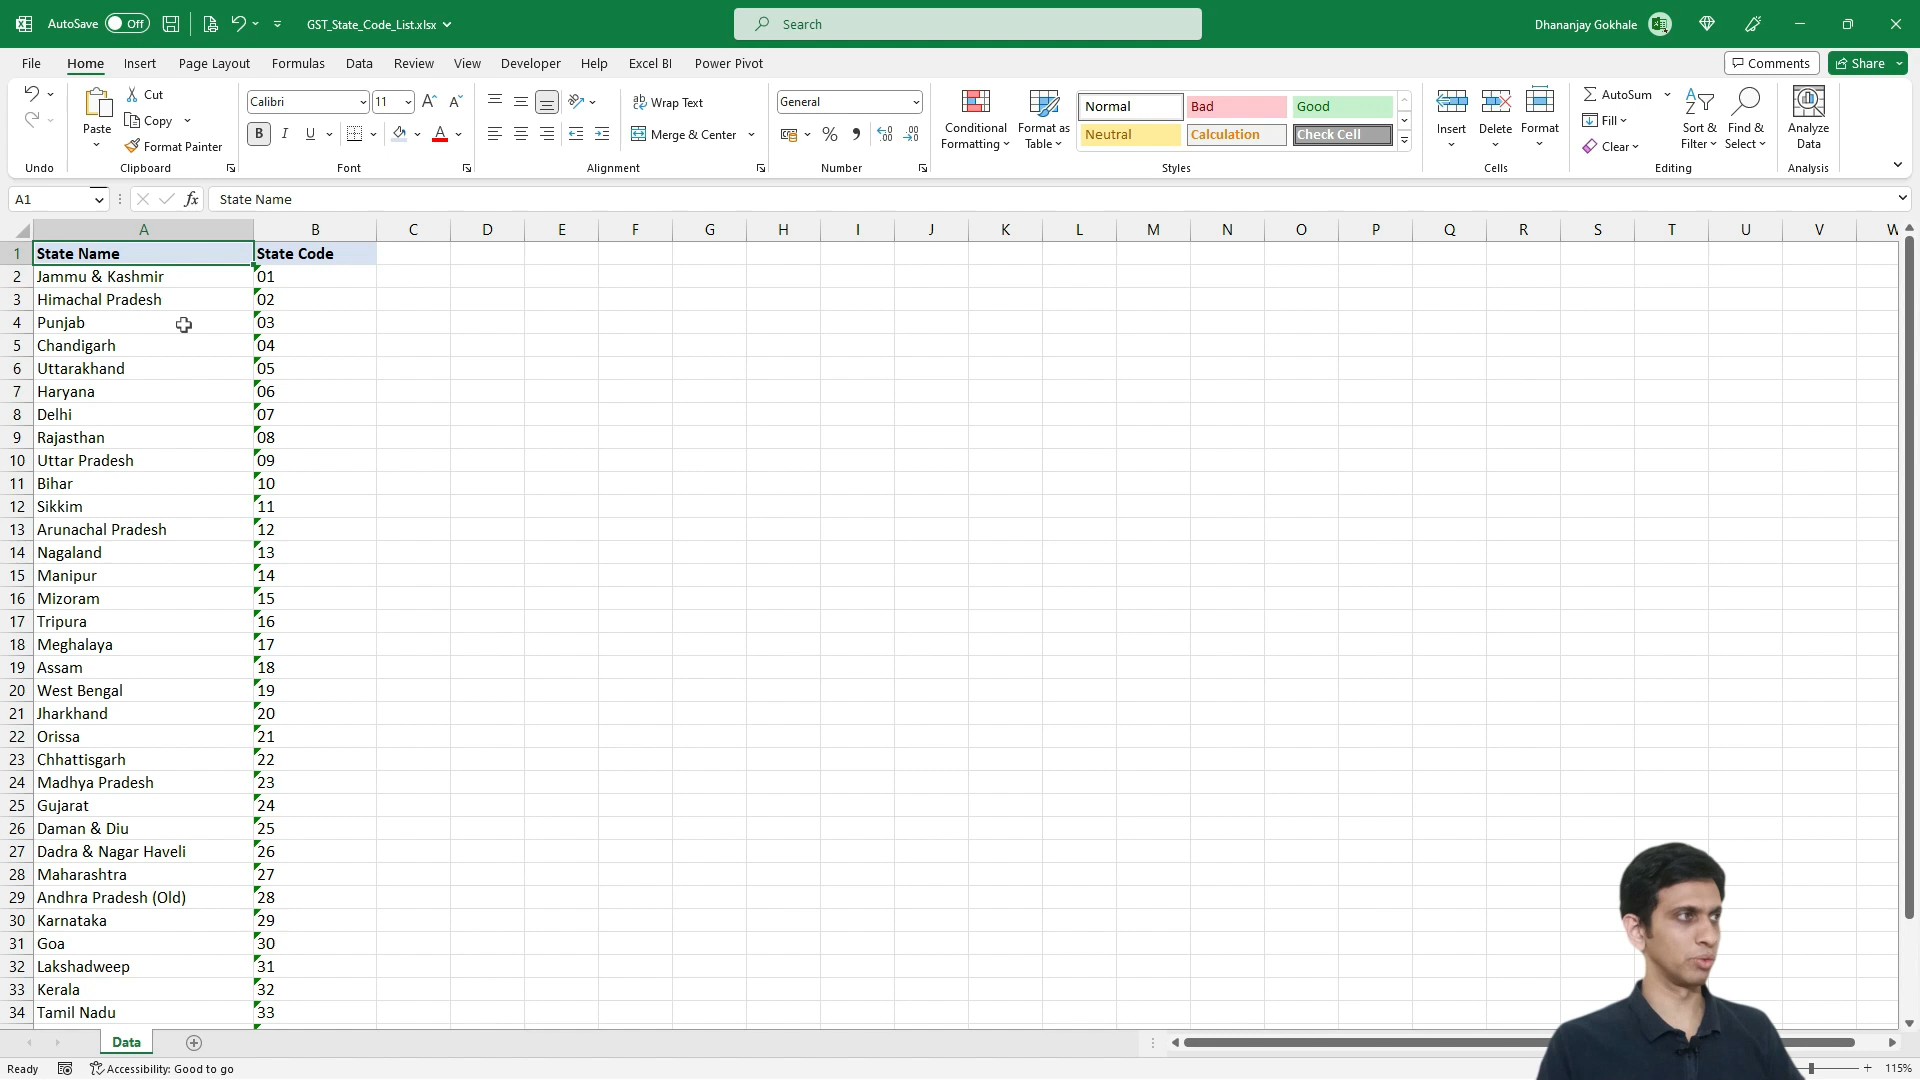 AutoSave Off GST_State_Code_List.xlsx Search Dhananjay Gokhale
File Home Insert Page Layout Formulas Data Review View Developer Help Excel BI Power Pivot Comments Share
Undo
Paste Cut
Copy
Format Painter
Clipboard
Calibri 11
B I U A
Font
Wrap Text
Merge & Center
Alignment
General
%
Number
Conditional Formatting
Format as Table
Normal Bad Good
Neutral Calculation Check Cell
Styles
Insert Delete Format
Cells
AutoSum
Fill
Clear
Sort & Filter
Find & Select
Editing
Analyze Data
Analysis
A1 fx State Name
A B C D E F G H I J K L M N O P Q R S T U V W
1 State Name State Code
2 Jammu & Kashmir 01
3 Himachal Pradesh 02
4 Punjab 03
5 Chandigarh 04
6 Uttarakhand 05
7 Haryana 06
8 Delhi 07
9 Rajasthan 08
10 Uttar Pradesh 09
11 Bihar 10
12 Sikkim 11
13 Arunachal Pradesh 12
14 Nagaland 13
15 Manipur 14
16 Mizoram 15
17 Tripura 16
18 Meghalaya 17
19 Assam 18
20 West Bengal 19
21 Jharkhand 20
22 Orissa 21
23 Chhattisgarh 22
24 Madhya Pradesh 23
25 Gujarat 24
26 Daman & Diu 25
27 Dadra & Nagar Haveli 26
28 Maharashtra 27
29 Andhra Pradesh (Old) 28
30 Karnataka 29
31 Goa 30
32 Lakshadweep 31
33 Kerala 32
34 Tamil Nadu 33
Data
Ready Accessibility: Good to go 115%